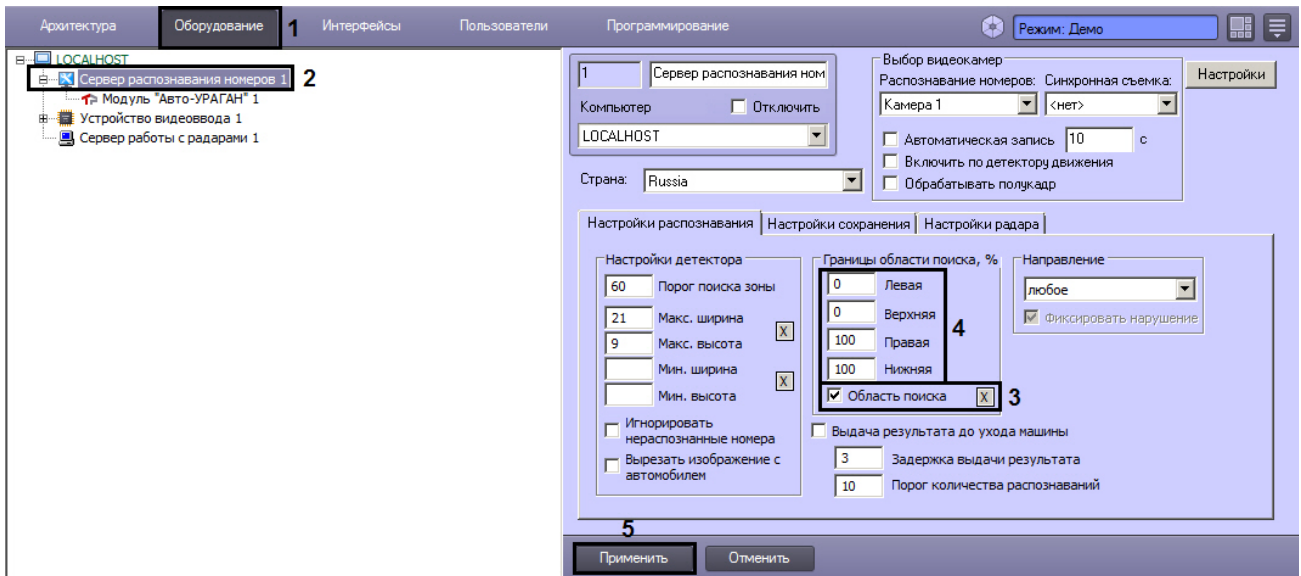 Архитектура Оборудование 1 Интерфейсы Пользователи Программирование Режим: Демо
LOCALHOST
Сервер распознавания номеров 1 2
Модуль "Авто-УРАГАН" 1
Устройство видеоввода 1
Сервер работы с радарами 1
1 Сервер распознавания ном
Компьютер Отключить
LOCALHOST
Страна: Russia
Выбор видеокамер
Распознавание номеров: Синхронная съемка:
Камера 1 <нет>
Автоматическая запись 10 с
Включить по детектору движения
Обрабатывать полукадр
Настройки
Настройки распознавания Настройки сохранения Настройки радара
Настройки детектора
60 Порог поиска зоны
21 Макс. ширина
X
9 Макс. высота
Мин. ширина
X
Мин. высота
Игнорировать
нераспознанные номера
Вырезать изображение с
автомобилем
Границы области поиска, %
0 Левая
0 Верхняя
4
100 Правая
100 Нижняя
Область поиска X 3
Направление
любое
Фиксировать нарушение
Выдача результата до ухода машины
3 Задержка выдачи результата
10 Порог количества распознаваний
5
Применить Отменить